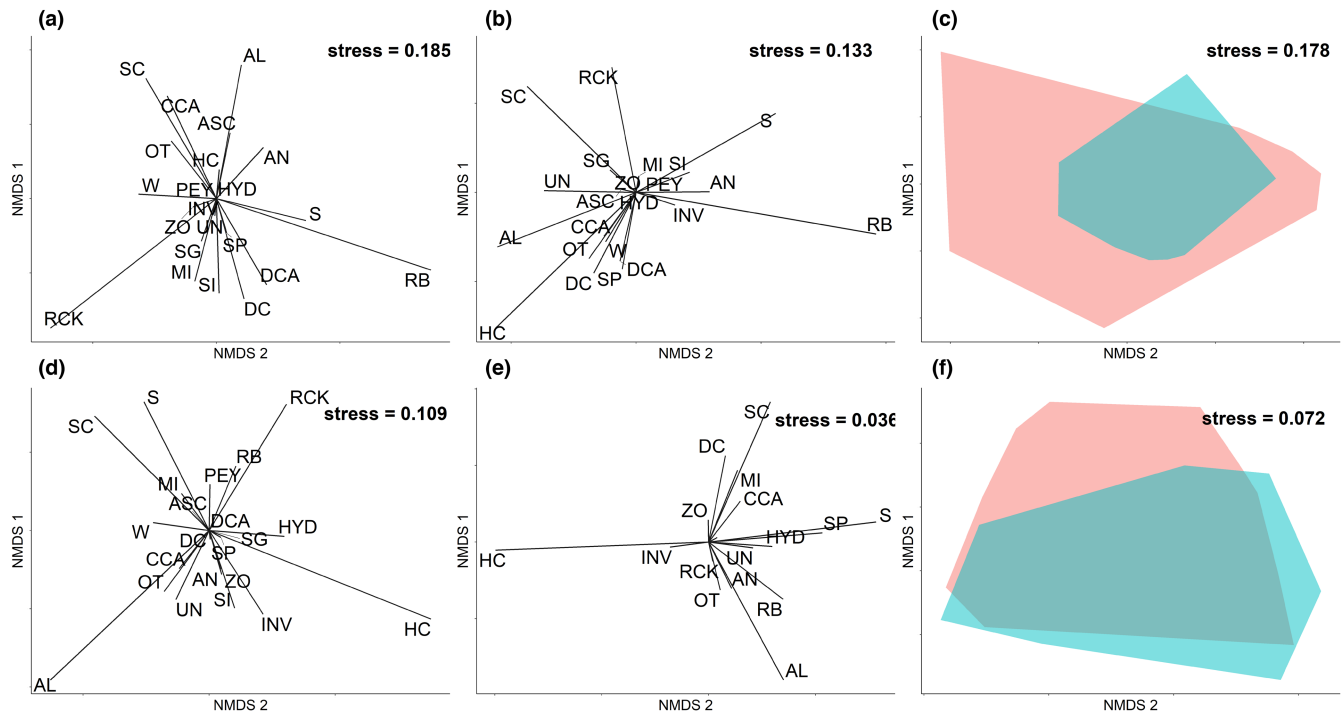 (a)
stress = 0.185
AL
SC
CCA
ASC
OT
HC
AN
W
PEY
HYD
INV
S
ZO
UN
SG
SP
MI
SI
DCA
RB
DC
RCK
NMDS 1
NMDS 2
(b)
stress = 0.133
RCK
SC
S
SG
MI
SI
UN
ZO
PEY
AN
ASC
HYD
INV
AL
CCA
RB
OT
W
DC
SP
DCA
HC
NMDS 1
NMDS 2
(c)
stress = 0.178
NMDS 1
NMDS 2
(d)
stress = 0.109
S
RCK
SC
RB
PEY
MI
ASC
W
DCA
HYD
DC
SG
CCA
SP
OT
AN
ZO
UN
SI
INV
HC
AL
NMDS 1
NMDS 2
(e)
stress = 0.036
SC
DC
MI
CCA
ZO
SP
S
HC
INV
HYD
UN
RCK
AN
OT
RB
AL
NMDS 1
NMDS 2
(f)
stress = 0.072
NMDS 1
NMDS 2